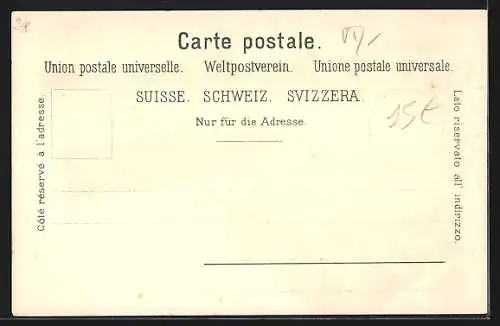 Carte postale.
Union postale universelle. Weltpostverein. Unione postale universale.
SUISSE. SCHWEIZ. SVIZZERA.
Nur für die Adresse.
Côté réservé à l'adresse.
Lato riservato all' indirizzo.
15€